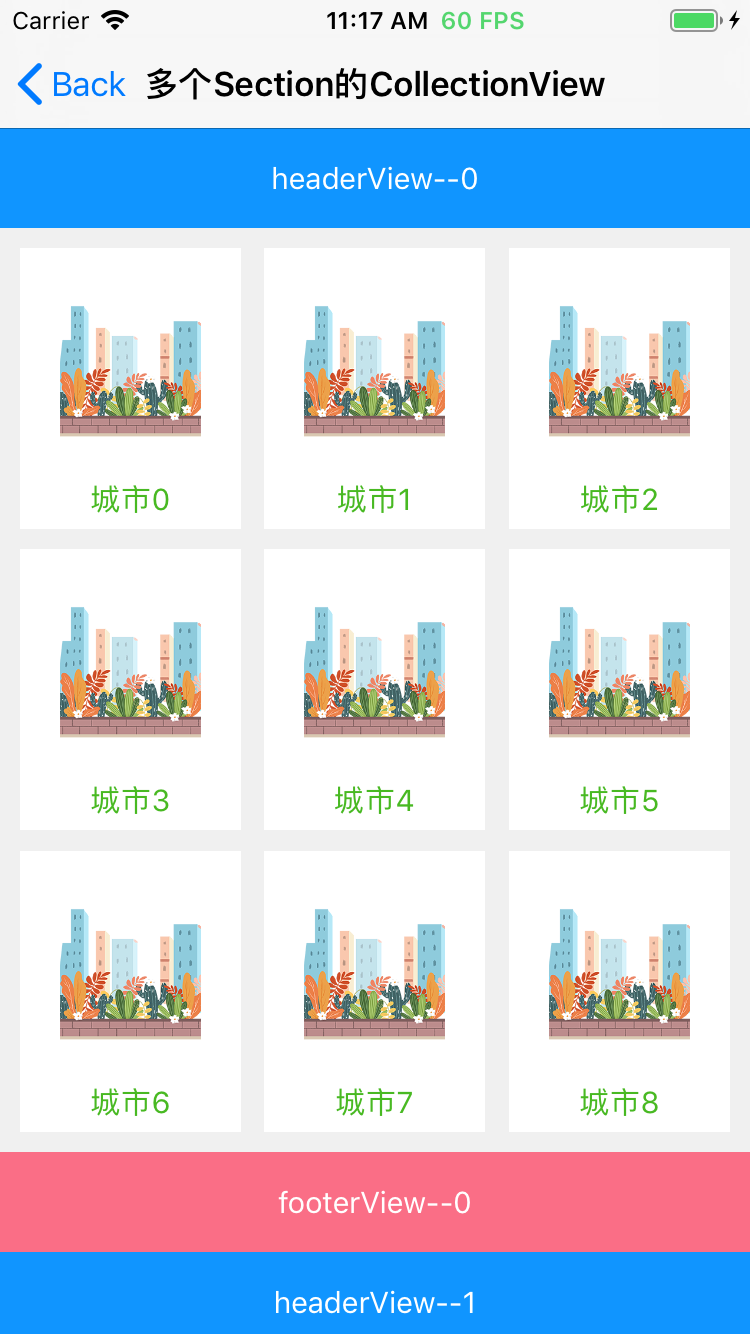 Carrier 11:17 AM 60 FPS
Back 多个Section的CollectionView
headerView--0
城市0 城市1 城市2
城市3 城市4 城市5
城市6 城市7 城市8
footerView--0
headerView--1